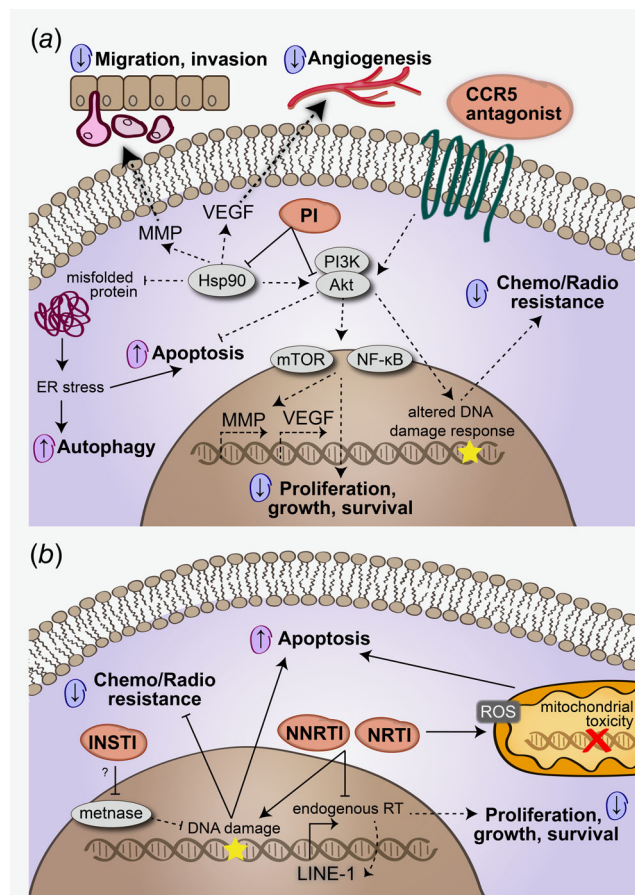 (a)
↓ Migration, invasion
↓ Angiogenesis
CCR5
antagonist
VEGF
PI
MMP
PI3K
Hsp90
Akt
misfolded
protein
↓ Chemo/Radio
resistance
↑ Apoptosis
mTOR
NF-κB
ER stress
MMP
VEGF
altered DNA
damage response
↑ Autophagy
↓ Proliferation,
growth, survival
(b)
↑ Apoptosis
↓ Chemo/Radio
resistance
ROS
mitochondrial
toxicity
INSTI
NNRTI
NRTI
?
metnase
DNA damage
endogenous RT
Proliferation, ↓
growth, survival
LINE-1